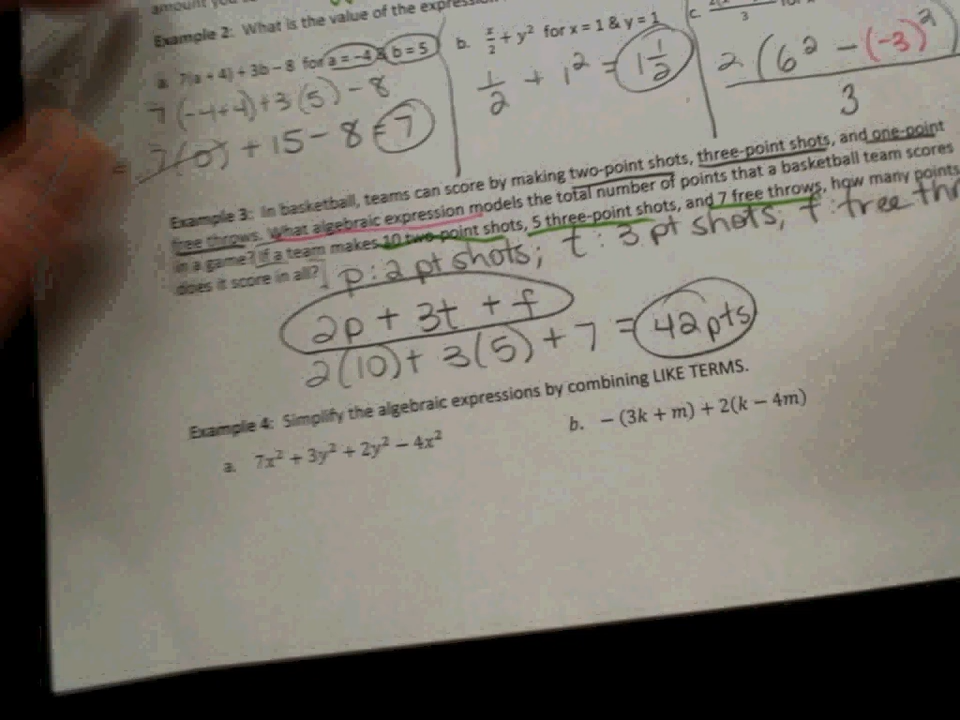 amount you
Example 2: What is the value of the express
a. 7(a + 4) + 3b − 8 for a = −4 & b = 5
b. x/2 + y² for x = 1 & y = 1
c.
3
7(-4+4)+3(5) - 8
= 7(0) + 15 - 8 = 7
1/2 + 1² = 1 1/2
2(6² - (-3)²)
3
Example 3: In basketball, teams can score by making two-point shots, three-point shots, and one-point
free throws. What algebraic expression models the total number of points that a basketball team scores
in a game? If a team makes 10 two-point shots, 5 three-point shots, and 7 free throws, how many points
does it score in all?
p: 2 pt shots; t: 3 pt shots; f: free thr
2p + 3t + f
2(10) + 3(5) + 7 = 42 pts
Example 4: Simplify the algebraic expressions by combining LIKE TERMS.
a. 7x² + 3y² + 2y² − 4x²
b. − (3k + m) + 2(k − 4m)